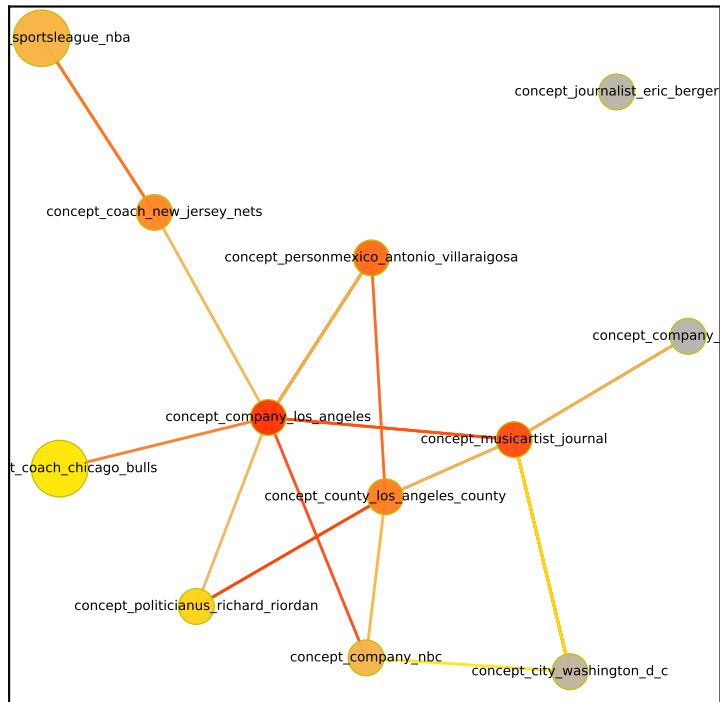 _sportsleague_nba
concept_journalist_eric_berger
concept_coach_new_jersey_nets
concept_personmexico_antonio_villaraigosa
concept_company_
concept_company_los_angeles
concept_musicartist_journal
t_coach_chicago_bulls
concept_county_los_angeles_county
concept_politicianus_richard_riordan
concept_company_nbc
concept_city_washington_d_c